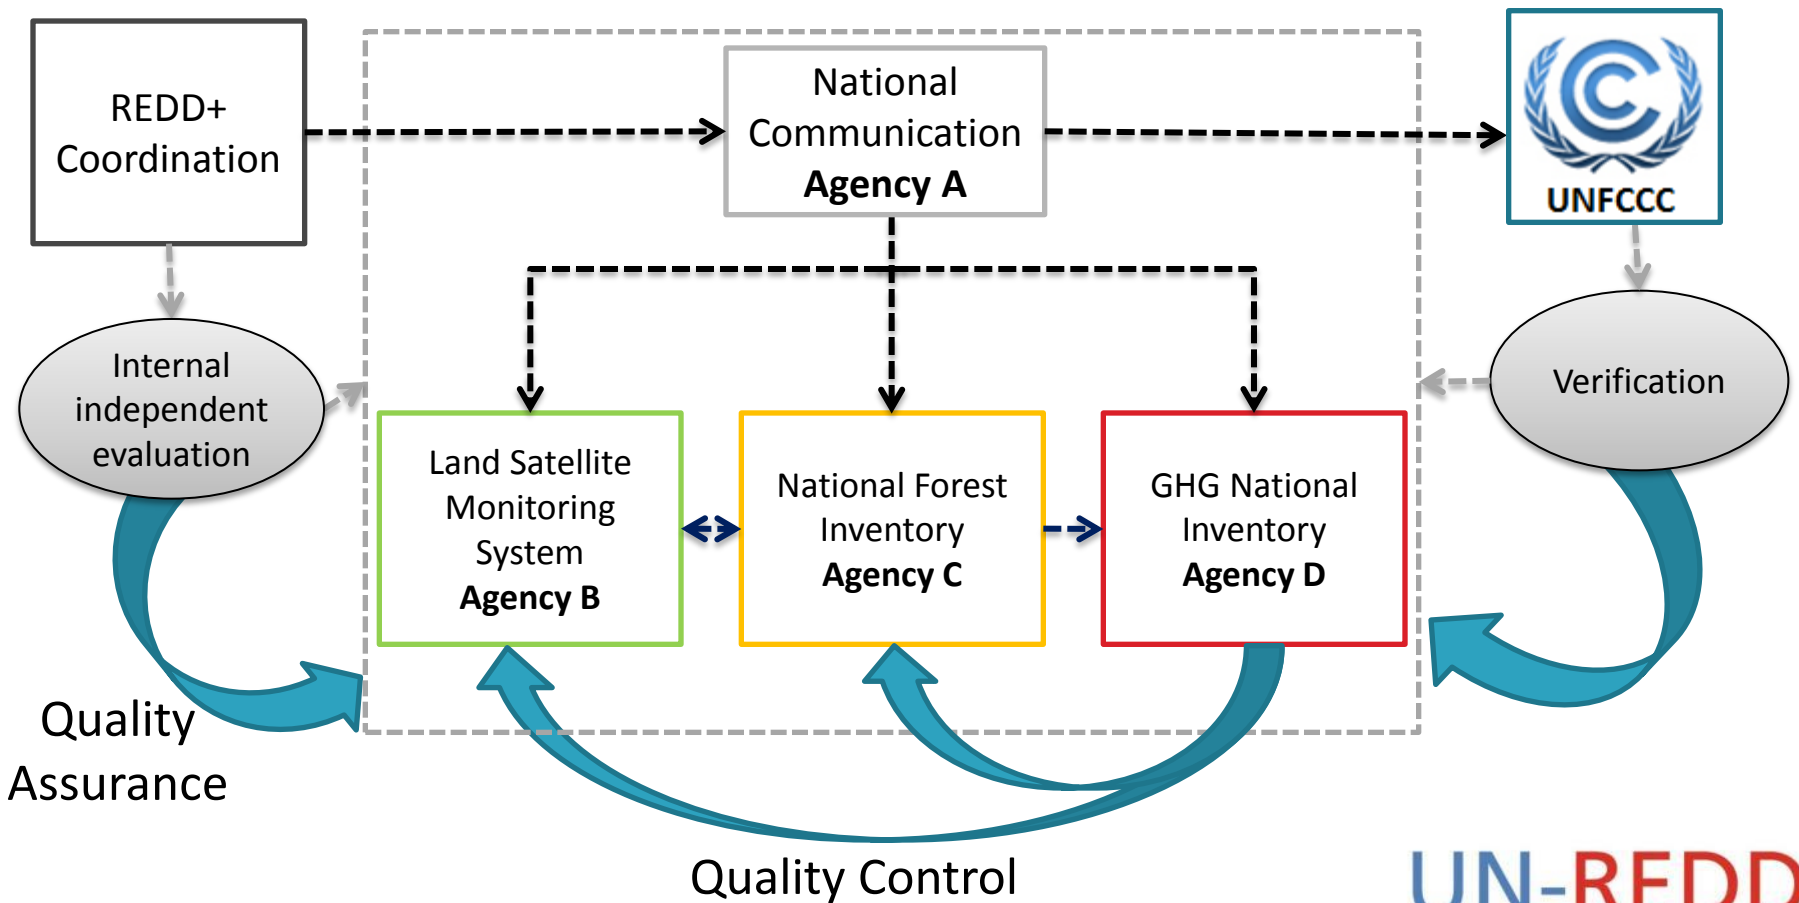 REDD+
Coordination
National
Communication
Agency A
UNFCCC
Internal
independent
evaluation
Verification
Land Satellite
Monitoring
System
Agency B
National Forest
Inventory
Agency C
GHG National
Inventory
Agency D
Quality
Assurance
Quality Control
UN-REDD